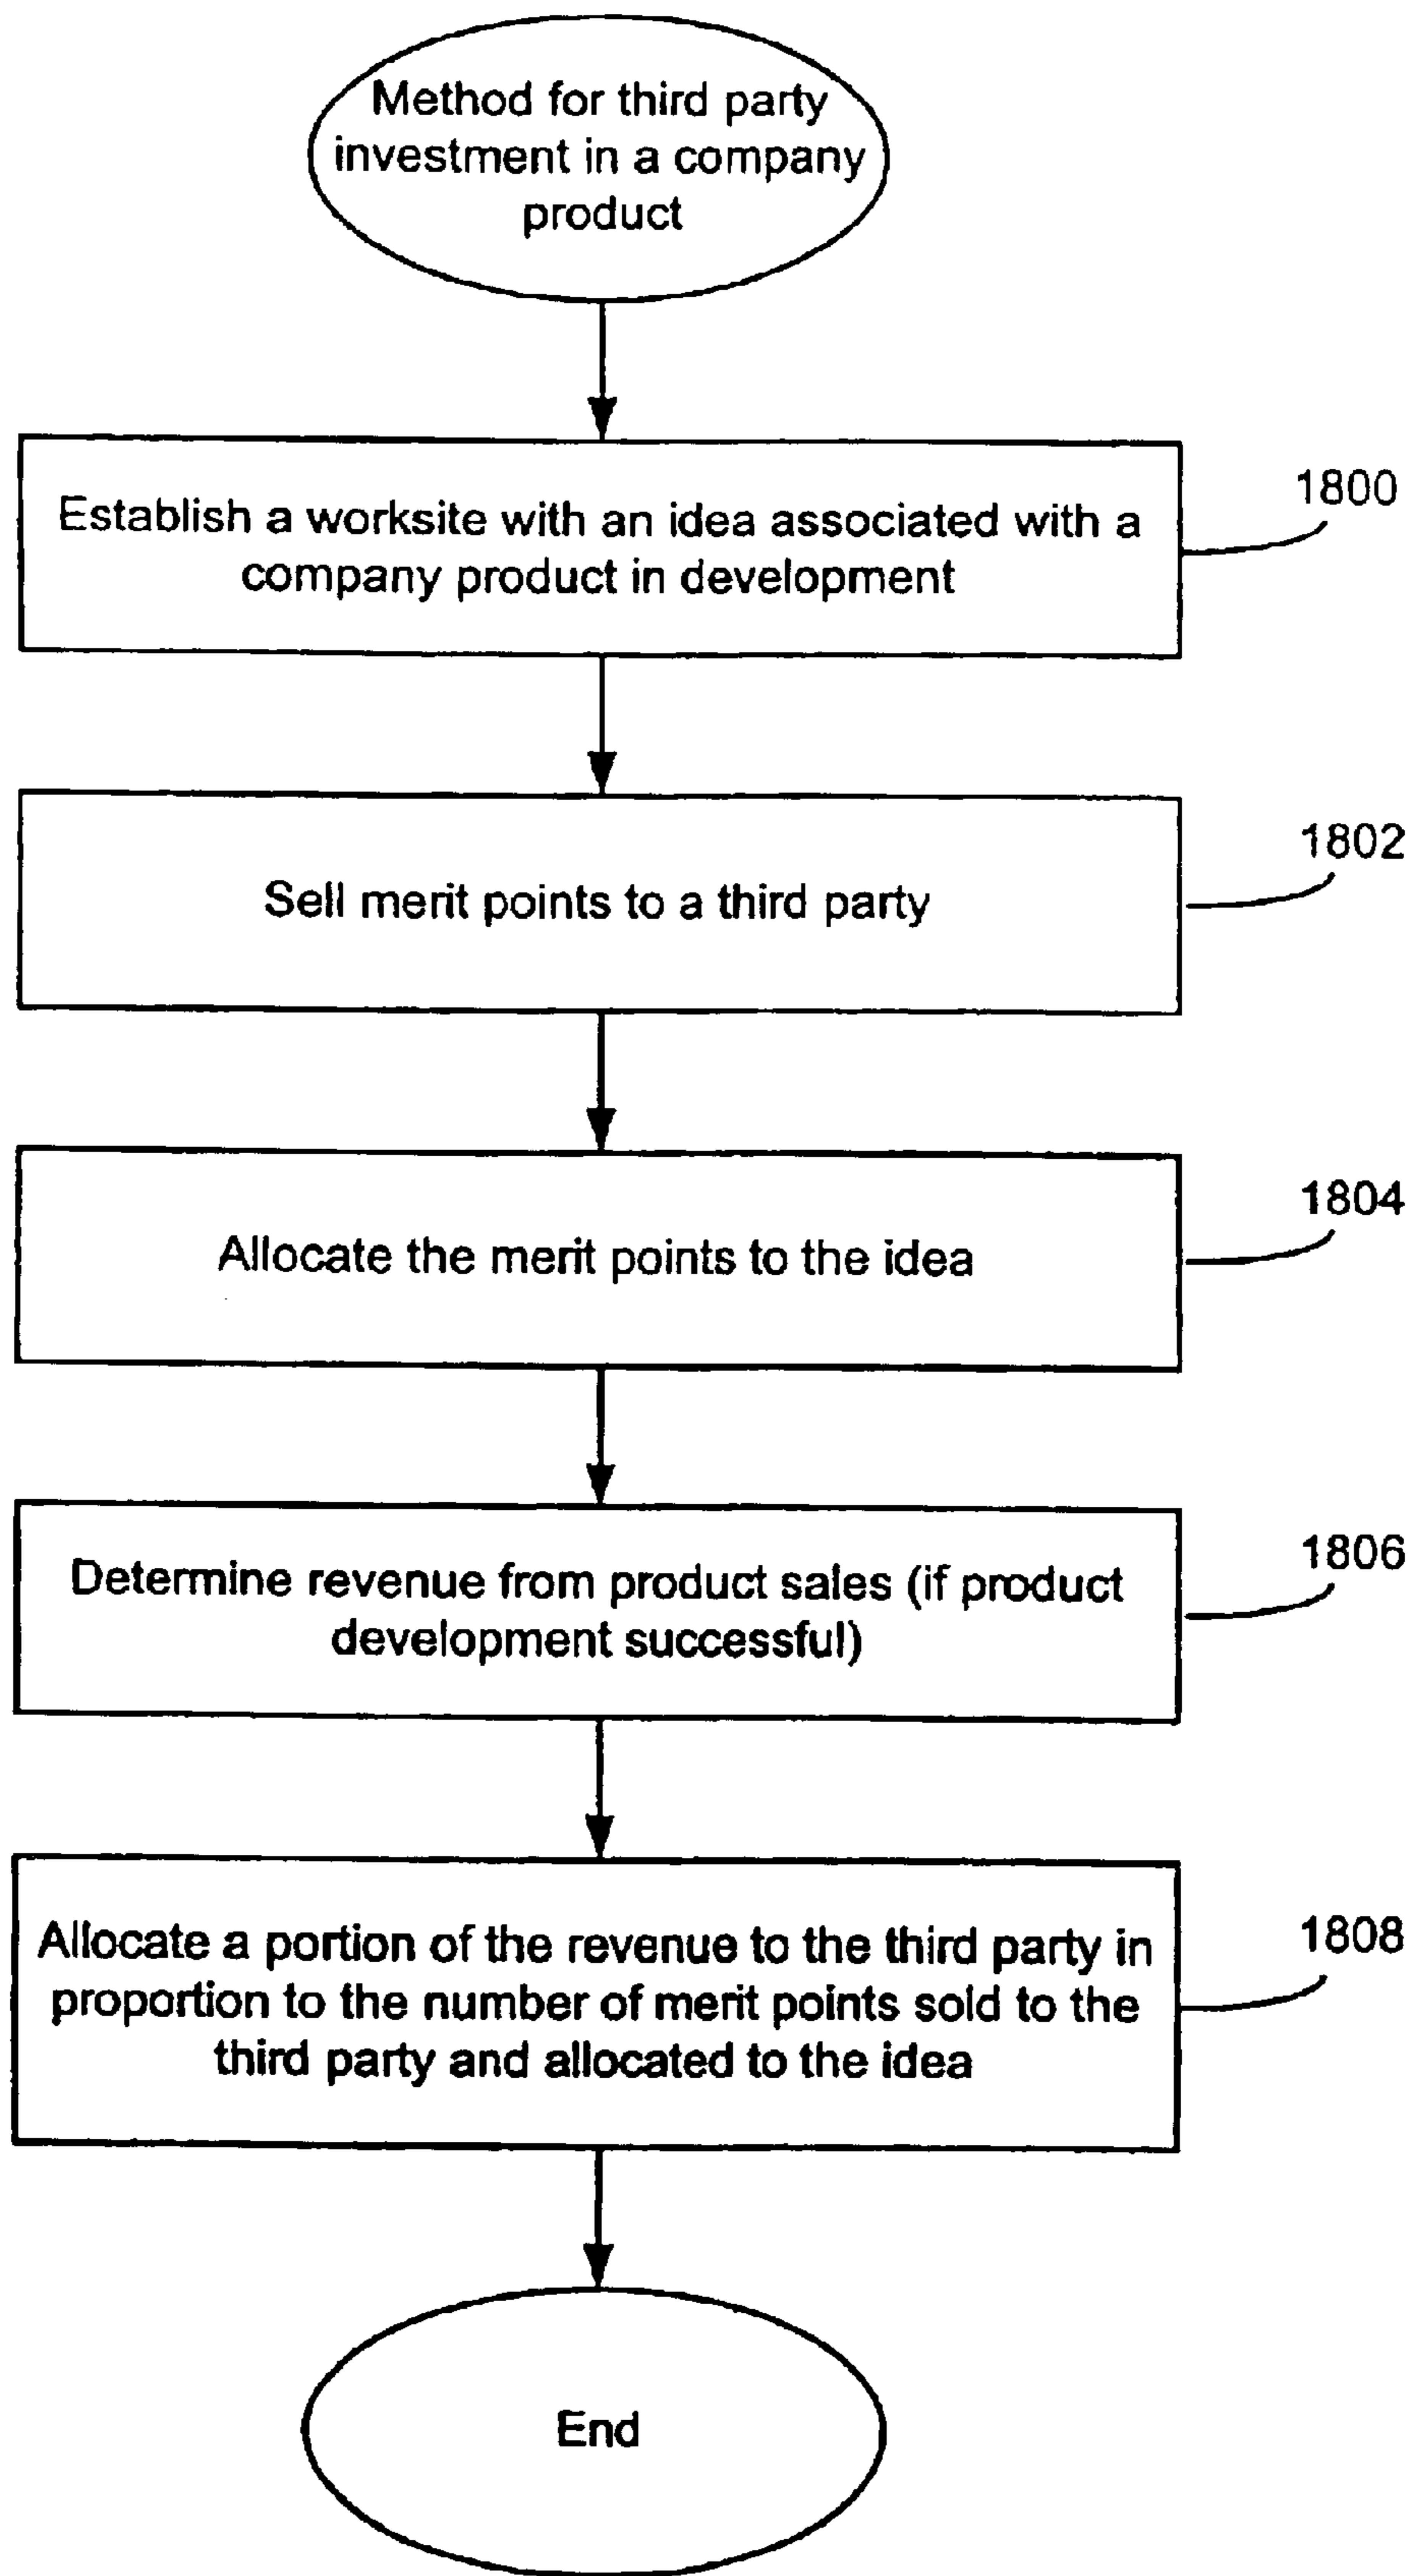 Method for third party
investment in a company
product
Establish a worksite with an idea associated with a
company product in development
1800
Sell merit points to a third party
1802
Allocate the merit points to the idea
1804
Determine revenue from product sales (if product
development successful)
1806
Allocate a portion of the revenue to the third party in
proportion to the number of merit points sold to the
third party and allocated to the idea
1808
End